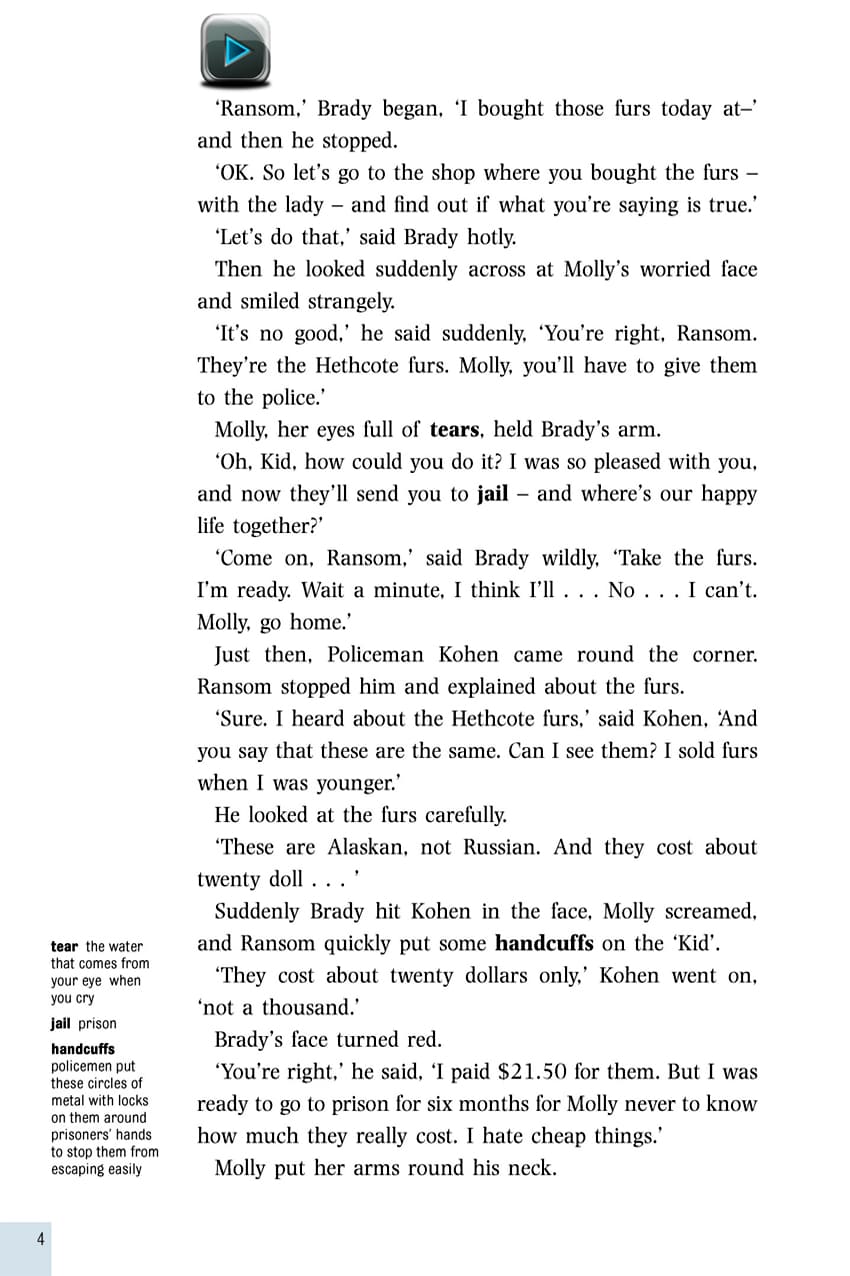 ‘Ransom,’ Brady began, ‘I bought those furs today at–’
and then he stopped.
‘OK. So let’s go to the shop where you bought the furs –
with the lady – and find out if what you’re saying is true.’
‘Let’s do that,’ said Brady hotly.
Then he looked suddenly across at Molly’s worried face
and smiled strangely.
‘It’s no good,’ he said suddenly, ‘You’re right, Ransom.
They’re the Hethcote furs. Molly, you’ll have to give them
to the police.’
Molly, her eyes full of tears, held Brady’s arm.
‘Oh, Kid, how could you do it? I was so pleased with you,
and now they’ll send you to jail – and where’s our happy
life together?’
‘Come on, Ransom,’ said Brady wildly, ‘Take the furs.
I’m ready. Wait a minute, I think I’ll . . . No . . . I can’t.
Molly, go home.’
Just then, Policeman Kohen came round the corner.
Ransom stopped him and explained about the furs.
‘Sure. I heard about the Hethcote furs,’ said Kohen, ‘And
you say that these are the same. Can I see them? I sold furs
when I was younger.’
He looked at the furs carefully.
‘These are Alaskan, not Russian. And they cost about
twenty doll . . . ’
Suddenly Brady hit Kohen in the face, Molly screamed,
and Ransom quickly put some handcuffs on the ‘Kid’.
‘They cost about twenty dollars only,’ Kohen went on,
‘not a thousand.’
Brady’s face turned red.
‘You’re right,’ he said, ‘I paid $21.50 for them. But I was
ready to go to prison for six months for Molly never to know
how much they really cost. I hate cheap things.’
Molly put her arms round his neck.
tear the water
that comes from
your eye when
you cry
jail prison
handcuffs
policemen put
these circles of
metal with locks
on them around
prisoners’ hands
to stop them from
escaping easily
4